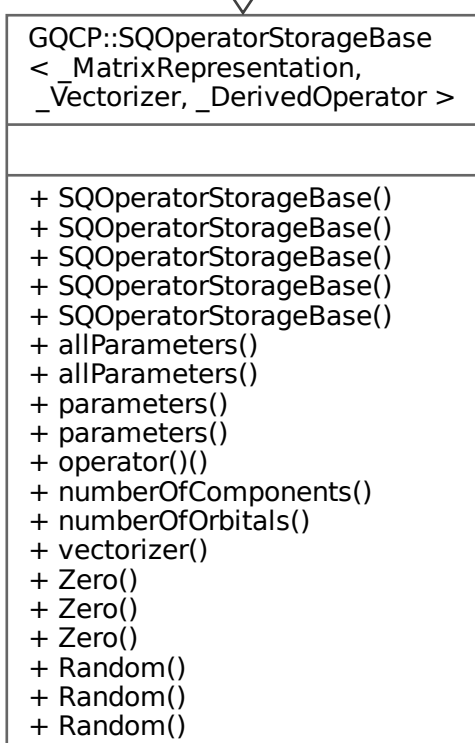 GQCP::SQOperatorStorageBase
< _MatrixRepresentation,
_Vectorizer, _DerivedOperator >
+ SQOperatorStorageBase()
+ SQOperatorStorageBase()
+ SQOperatorStorageBase()
+ SQOperatorStorageBase()
+ SQOperatorStorageBase()
+ allParameters()
+ allParameters()
+ parameters()
+ parameters()
+ operator()()
+ numberOfComponents()
+ numberOfOrbitals()
+ vectorizer()
+ Zero()
+ Zero()
+ Zero()
+ Random()
+ Random()
+ Random()